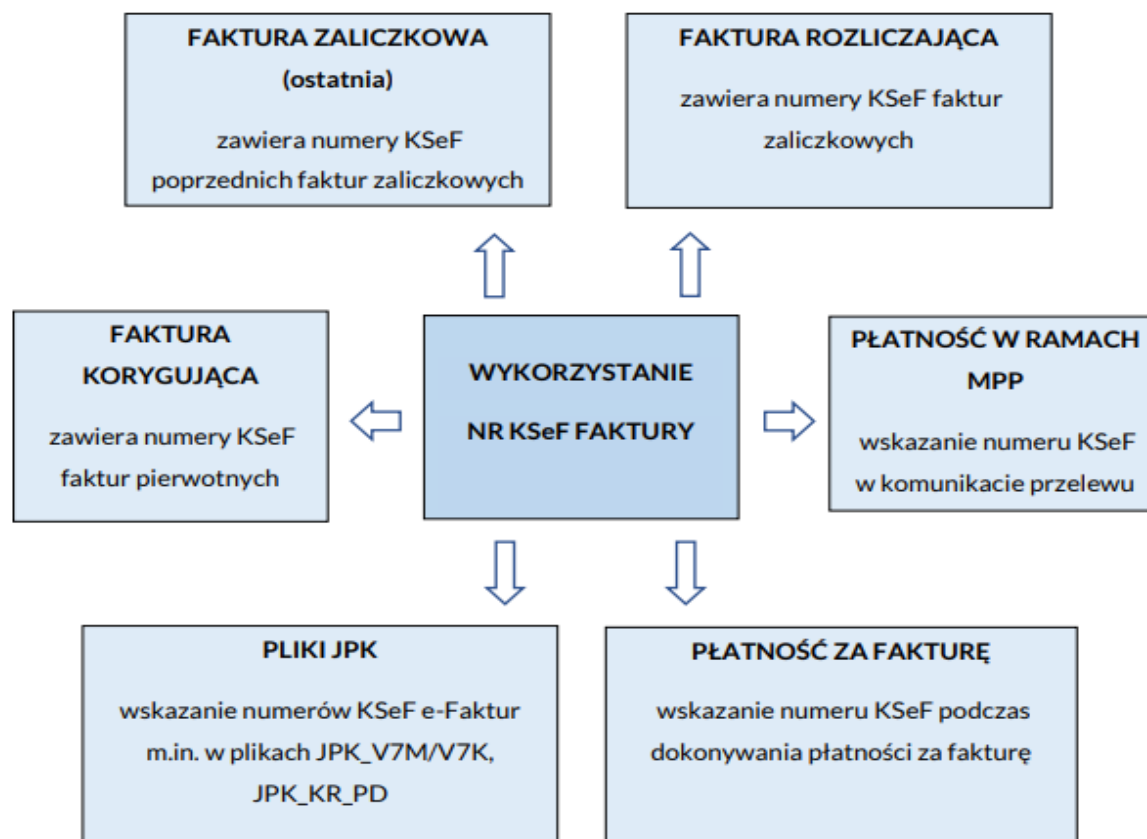 FAKTURA ZALICZKOWA
(ostatnia)
zawiera numery KSeF
poprzednich faktur zaliczkowych
FAKTURA ROZLICZAJĄCA
zawiera numery KSeF faktur
zaliczkowych
FAKTURA
KORYGUJĄCA
zawiera numery KSeF
faktur pierwotnych
WYKORZYSTANIE
NR KSeF FAKTURY
PŁATNOŚĆ W RAMACH
MPP
wskazanie numeru KSeF
w komunikacie przelewu
PLIKI JPK
wskazanie numerów KSeF e-Faktur
m.in. w plikach JPK_V7M/V7K,
JPK_KR_PD
PŁATNOŚĆ ZA FAKTURĘ
wskazanie numeru KSeF podczas
dokonywania płatności za fakturę